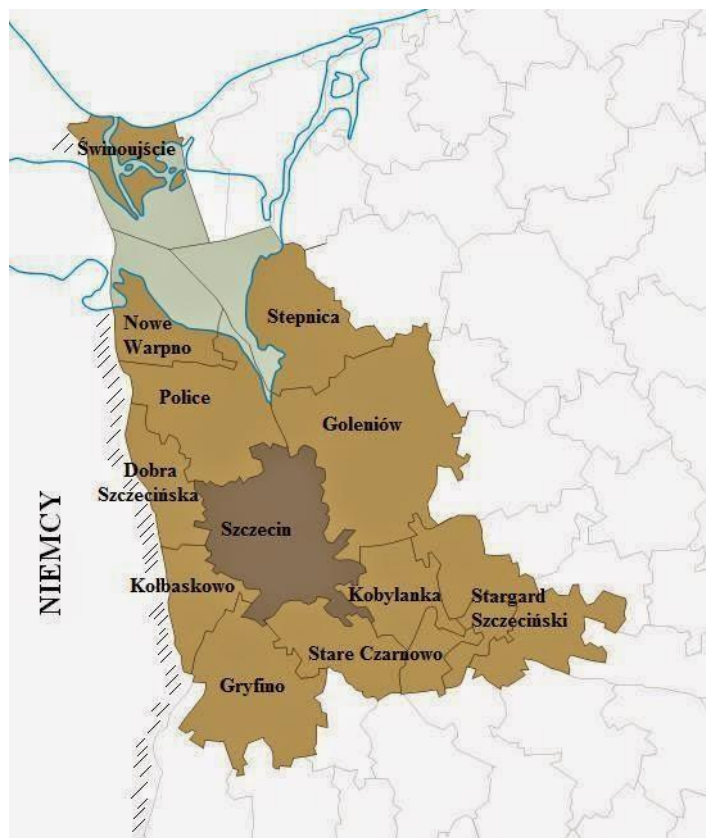 Świnoujście
Stepnica
Nowe
Warpno
Police
Goleniów
Dobra
Szczecińska
Szczecin
NIEMCY
Kołbaskowo
Kobylanka
Stargard
Szczeciński
Stare Czarnowo
Gryfino